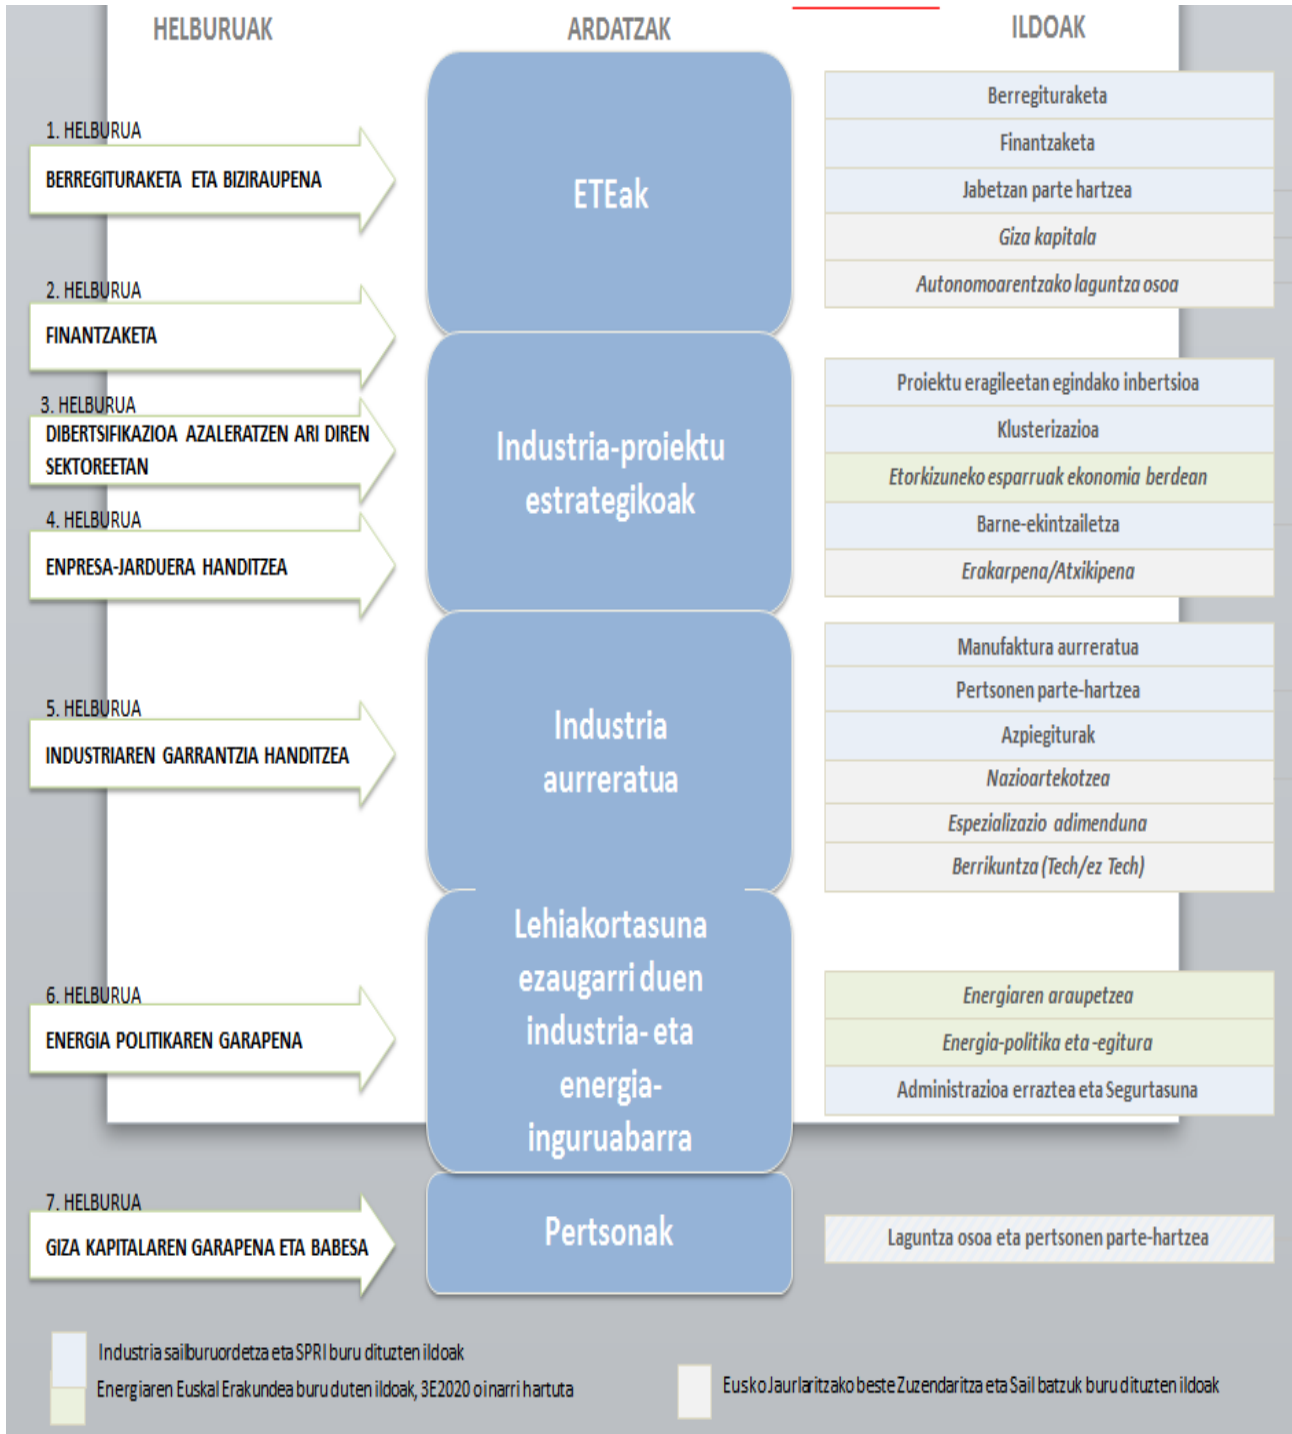 HELBURUAK
ARDATZAK
ILDOAK
1. HELBURUA
BERREGITURAKETA ETA BIZIRAUPENA
2. HELBURUA
FINANTZAKETA
3. HELBURUA
DIBERTSIFIKAZIOA AZALERATZEN ARI DIREN
SEKTOREETAN
4. HELBURUA
ENPRESA-JARDUERA HANDITZEA
5. HELBURUA
INDUSTRIAREN GARRANTZIA HANDITZEA
6. HELBURUA
ENERGIA POLITIKAREN GARAPENA
7. HELBURUA
GIZA KAPITALAREN GARAPENA ETA BABESA
ETEak
Industria-proiektu
estrategikoak
Industria
aurreratua
Lehiakortasuna
ezaugarri duen
industria- eta
energia-
inguruabarra
Pertsonak
Berregituraketa
Finantzaketa
Jabetzan parte hartzea
Giza kapitala
Autonomoarentzako laguntza osoa
Proiektu eragileetan egindako inbertsioa
Klusterizazioa
Etorkizuneko esparruak ekonomia berdean
Barne-ekintzailetza
Erakarpena/Atxikipena
Manufaktura aurreratua
Pertsonen parte-hartzea
Azpiegiturak
Nazioartekotzea
Espezializazio adimenduna
Berrikuntza (Tech/ez Tech)
Energiaren araupetzea
Energia-politika eta -egitura
Administrazioa erraztea eta Segurtasuna
Laguntza osoa eta pertsonen parte-hartzea
Industria sailburuordetza eta SPRI buru dituzten ildoak
Energiaren Euskal Erakundea buru duten ildoak, 3E2020 oinarri hartuta
Eusko Jaurlaritzako beste Zuzendaritza eta Sail batzuk buru dituzten ildoak